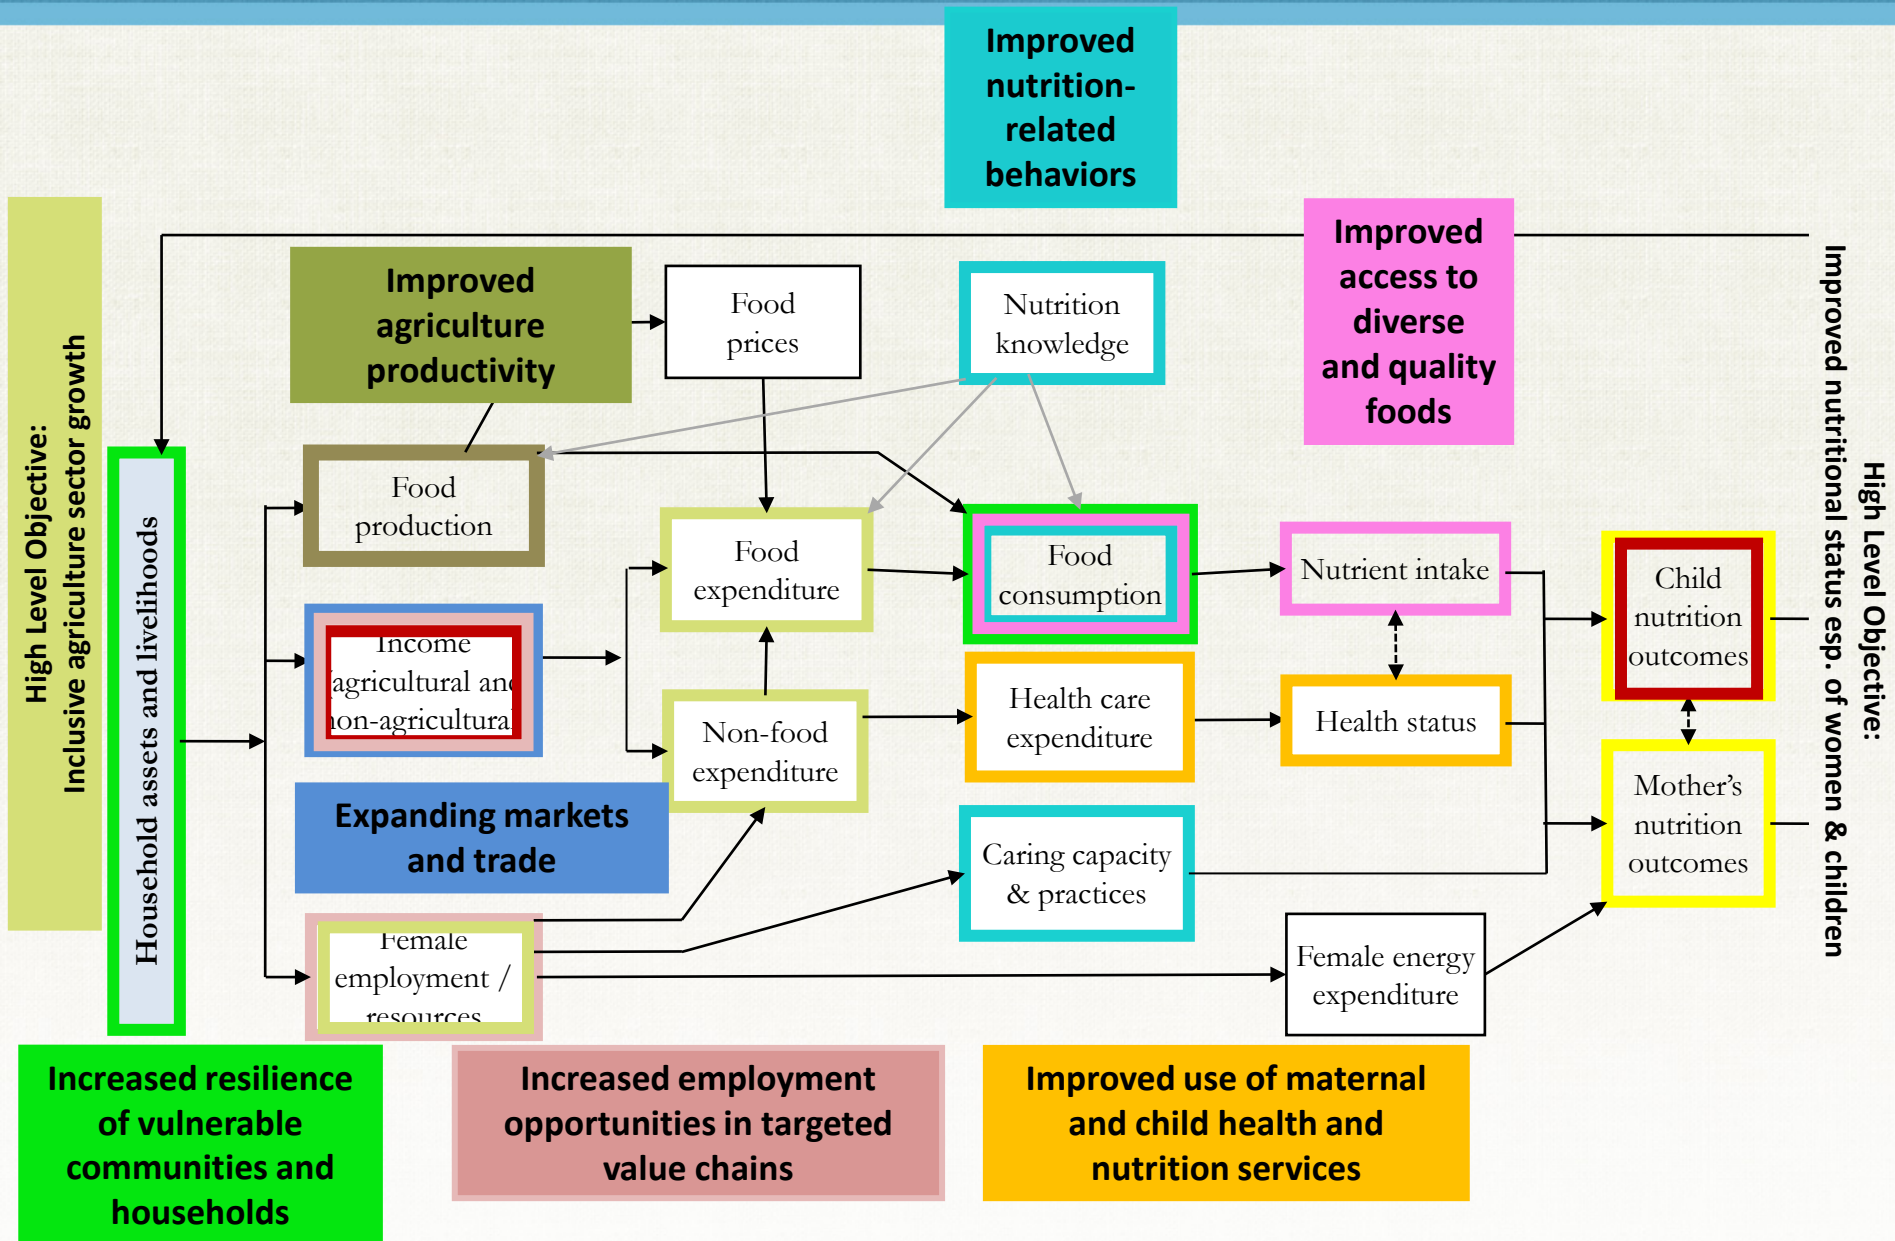 Improved
nutrition-
related
behaviors
High Level Objective:
Inclusive agriculture sector growth
Household assets and livelihoods
Improved
agriculture
productivity
Food
prices
Nutrition
knowledge
Improved
access to
diverse
and quality
foods
Food
production
Food
expenditure
Food
consumption
Nutrient intake
Child
nutrition
outcomes
Income
agricultural and
non-agricultural
Non-food
expenditure
Health care
expenditure
Health status
Mother's
nutrition
outcomes
Expanding markets
and trade
Caring capacity
& practices
Female
employment /
resources
Female energy
expenditure
High Level Objective:
Improved nutritional status esp. of women & children
Increased resilience
of vulnerable
communities and
households
Increased employment
opportunities in targeted
value chains
Improved use of maternal
and child health and
nutrition services